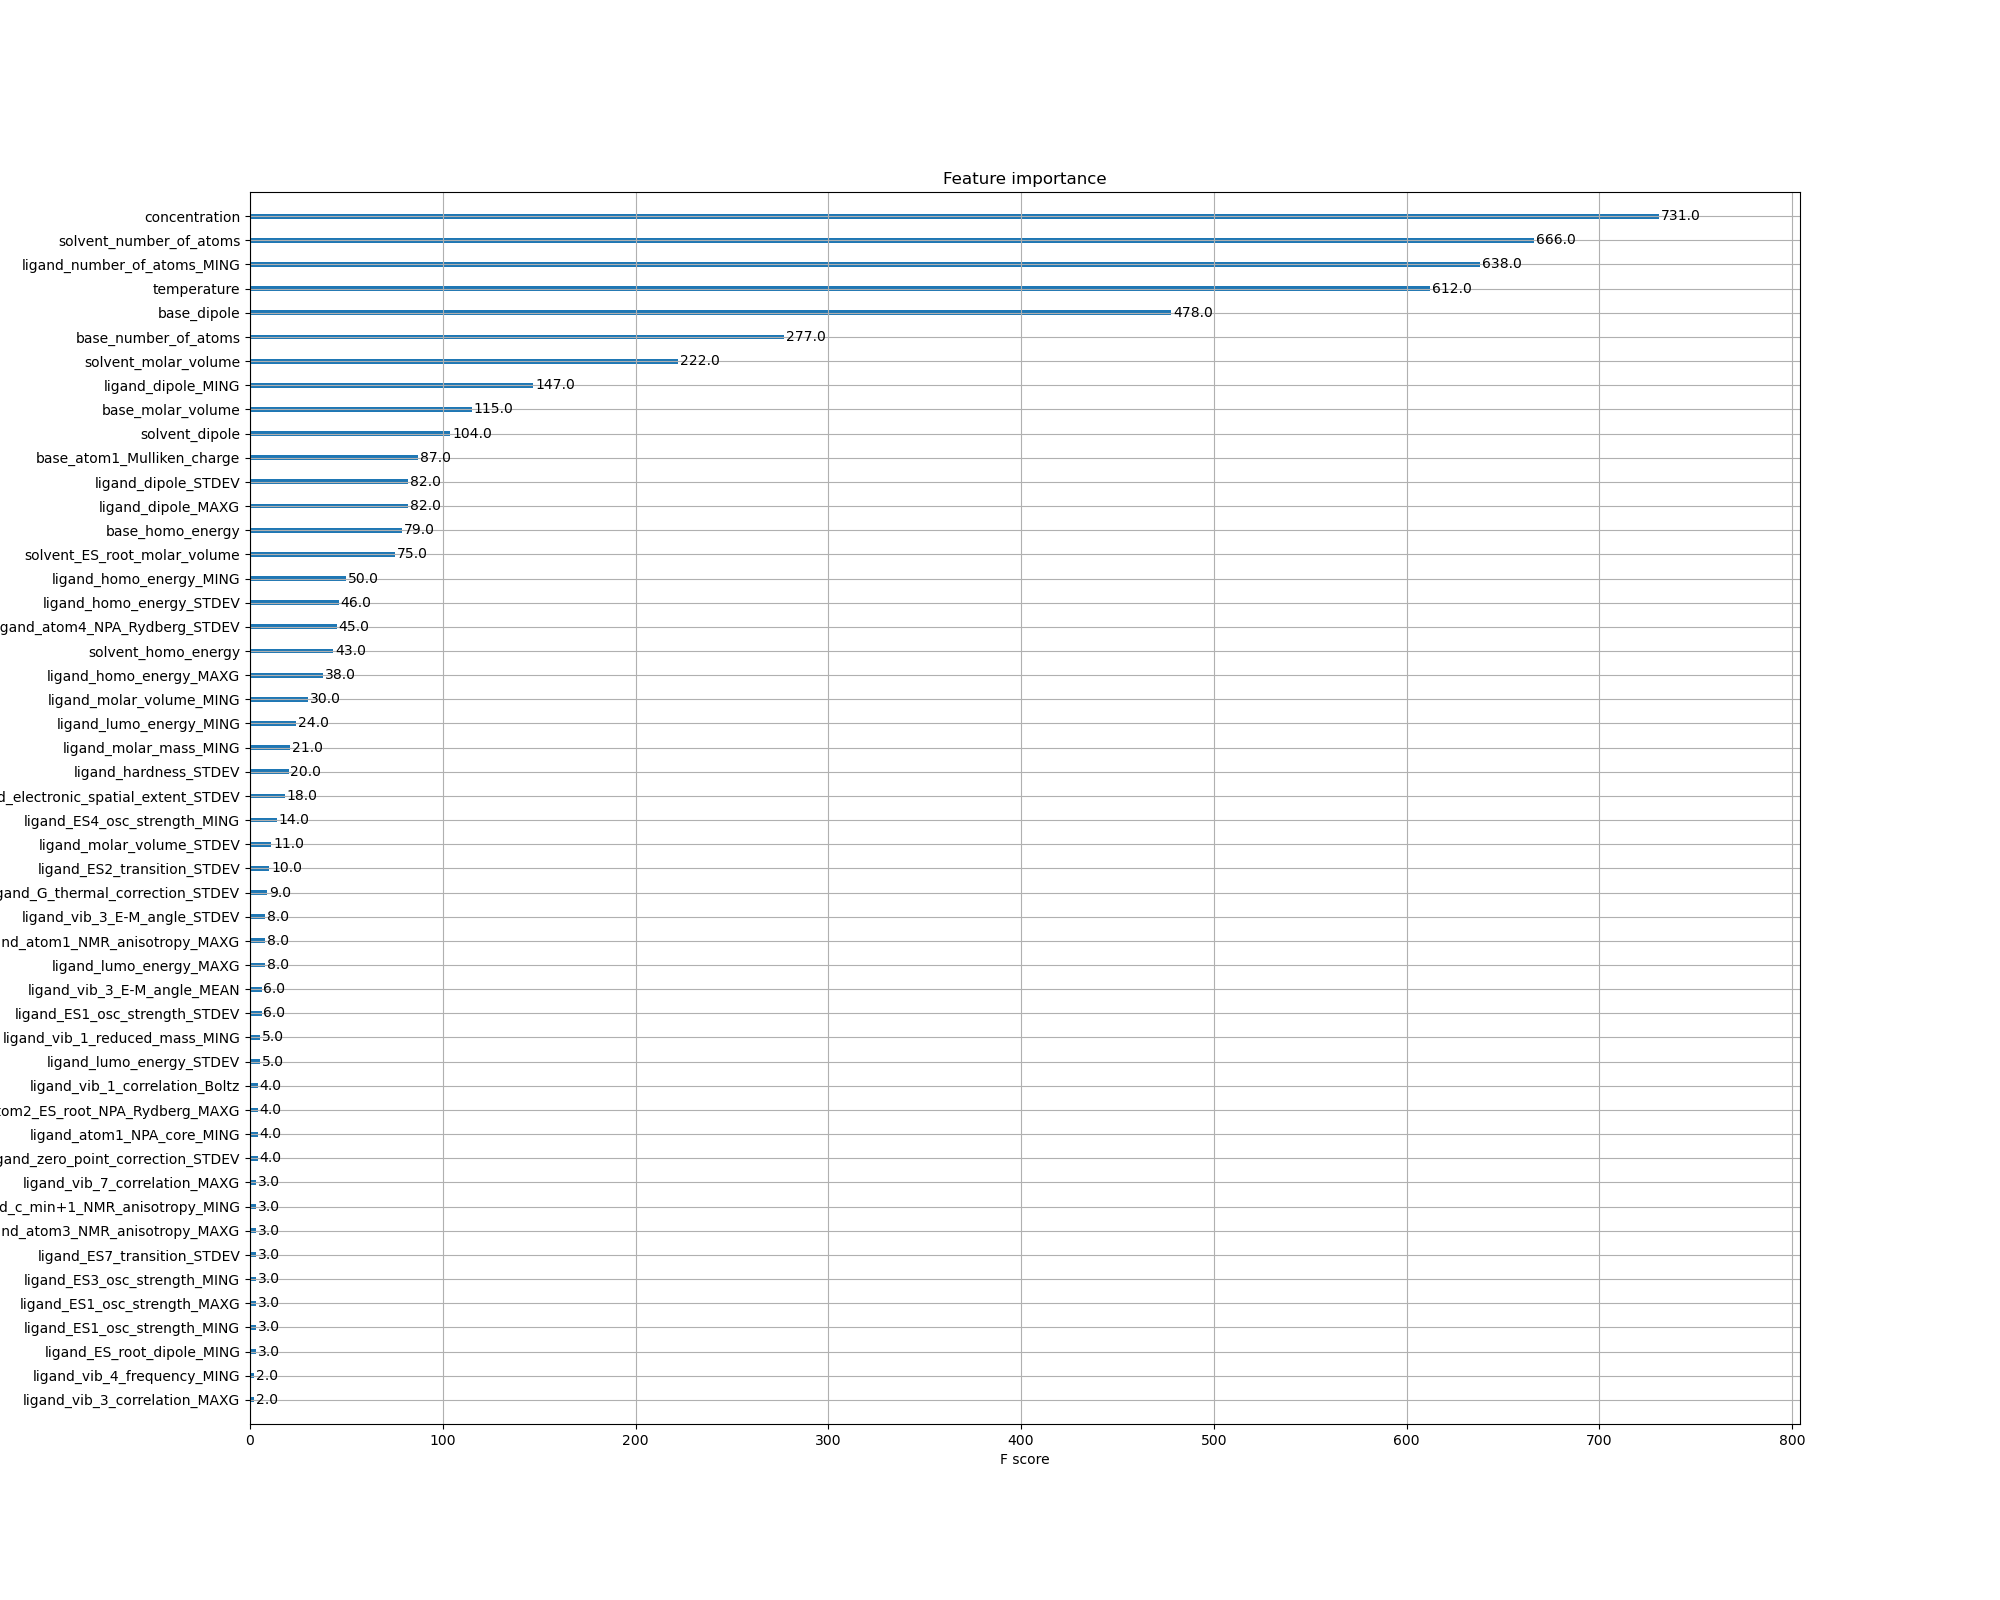 Feature importance
concentration 731.0
solvent_number_of_atoms 666.0
ligand_number_of_atoms_MING 638.0
temperature 612.0
base_dipole 478.0
base_number_of_atoms 277.0
solvent_molar_volume 222.0
ligand_dipole_MING 147.0
base_molar_volume 115.0
solvent_dipole 104.0
base_atom1_Mulliken_charge 87.0
ligand_dipole_STDEV 82.0
ligand_dipole_MAXG 82.0
base_homo_energy 79.0
solvent_ES_root_molar_volume 75.0
ligand_homo_energy_MING 50.0
ligand_homo_energy_STDEV 46.0
gand_atom4_NPA_Rydberg_STDEV 45.0
solvent_homo_energy 43.0
ligand_homo_energy_MAXG 38.0
ligand_molar_volume_MING 30.0
ligand_lumo_energy_MING 24.0
ligand_molar_mass_MING 21.0
ligand_hardness_STDEV 20.0
d_electronic_spatial_extent_STDEV 18.0
ligand_ES4_osc_strength_MING 14.0
ligand_molar_volume_STDEV 11.0
ligand_ES2_transition_STDEV 10.0
gand_G_thermal_correction_STDEV 9.0
ligand_vib_3_E-M_angle_STDEV 8.0
nd_atom1_NMR_anisotropy_MAXG 8.0
ligand_lumo_energy_MAXG 8.0
ligand_vib_3_E-M_angle_MEAN 6.0
ligand_ES1_osc_strength_STDEV 6.0
ligand_vib_1_reduced_mass_MING 5.0
ligand_lumo_energy_STDEV 5.0
ligand_vib_1_correlation_Boltz 4.0
tom2_ES_root_NPA_Rydberg_MAXG 4.0
ligand_atom1_NPA_core_MING 4.0
gand_zero_point_correction_STDEV 4.0
ligand_vib_7_correlation_MAXG 3.0
d_c_min+1_NMR_anisotropy_MING 3.0
nd_atom3_NMR_anisotropy_MAXG 3.0
ligand_ES7_transition_STDEV 3.0
ligand_ES3_osc_strength_MING 3.0
ligand_ES1_osc_strength_MAXG 3.0
ligand_ES1_osc_strength_MING 3.0
ligand_ES_root_dipole_MING 3.0
ligand_vib_4_frequency_MING 2.0
ligand_vib_3_correlation_MAXG 2.0
0 100 200 300 400 500 600 700 800
F score